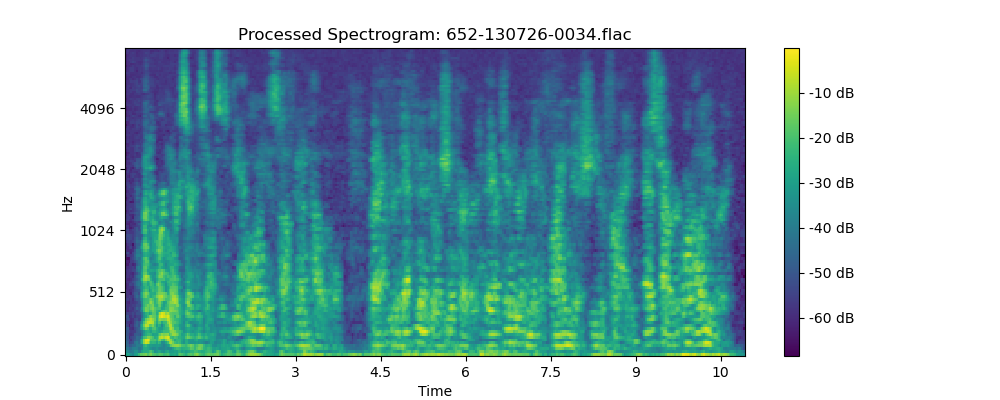 Processed Spectrogram: 652-130726-0034.flac
Hz
4096
2048
1024
512
0
0 1.5 3 4.5 6 7.5 9 10
Time
-10 dB
-20 dB
-30 dB
-40 dB
-50 dB
-60 dB